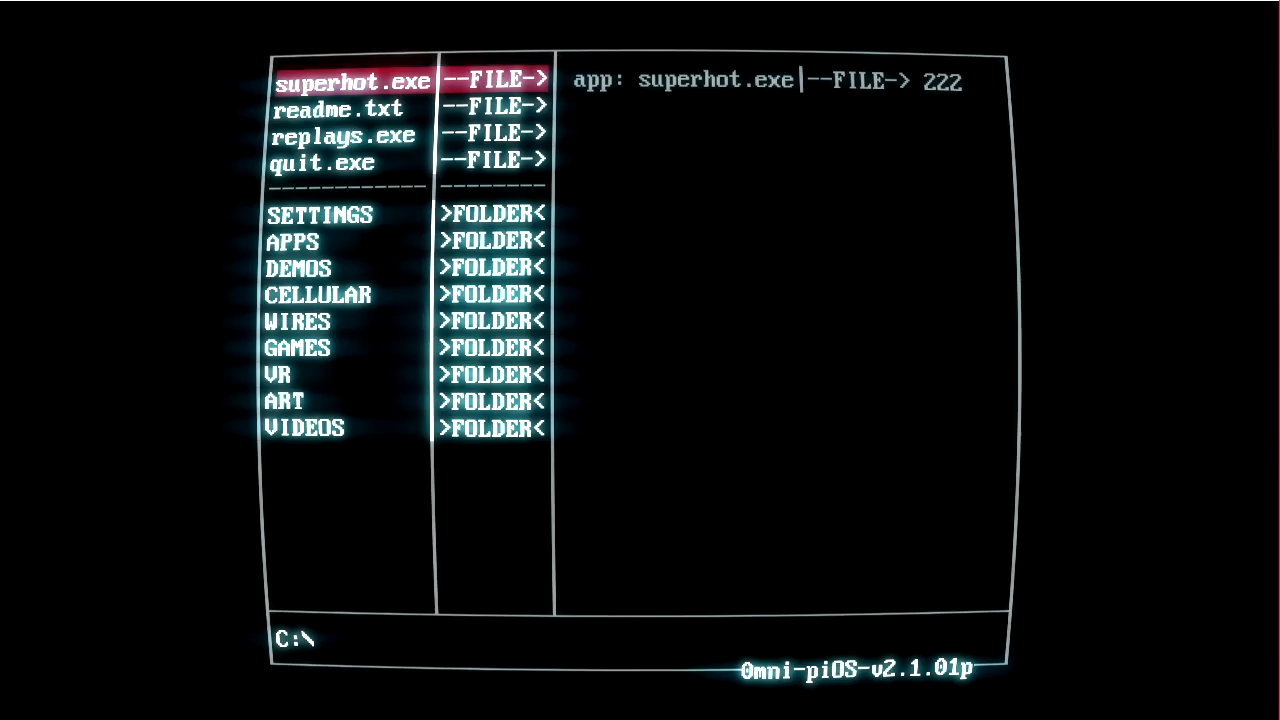 superhot.exe|--FILE-> app: superhot.exe|--FILE-> 222
readme.txt --FILE->
replays.exe --FILE->
quit.exe --FILE->
------------ --------
SETTINGS >FOLDER<
APPS >FOLDER<
DEMOS >FOLDER<
CELLULAR >FOLDER<
WIRES >FOLDER<
GAMES >FOLDER<
VR >FOLDER<
ART >FOLDER<
VIDEOS >FOLDER<
C:\
0mni-piOS-v2.1.01p